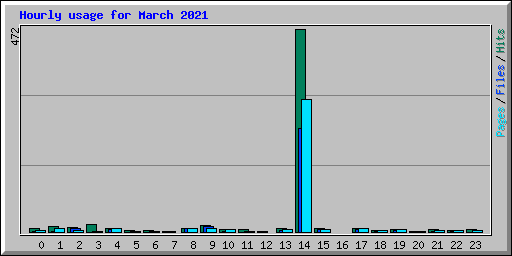 Hourly usage for March 2021
472
Pages/Files/Hits
0 1 2 3 4 5 6 7 8 9 10 11 12 13 14 15 16 17 18 19 20 21 22 23